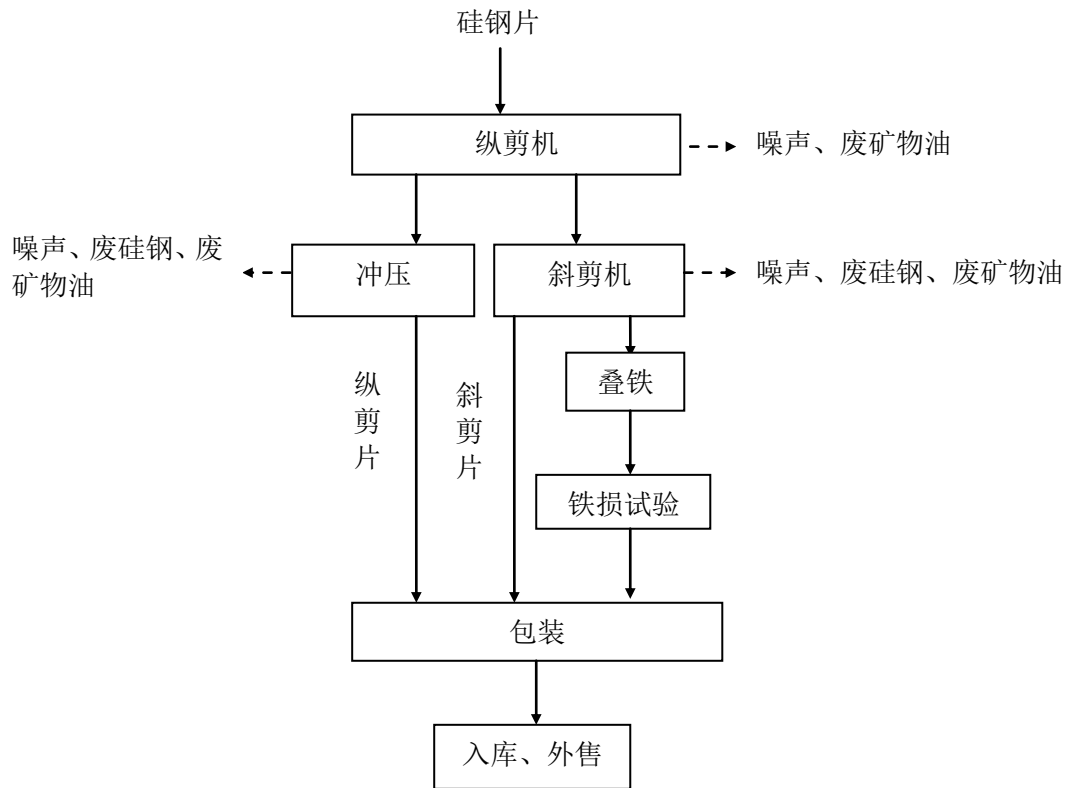 硅钢片
纵剪机
噪声、废矿物油
噪声、废硅钢、废
矿物油
冲压
斜剪机
噪声、废硅钢、废矿物油
叠铁
纵剪片
斜剪片
铁损试验
包装
入库、外售